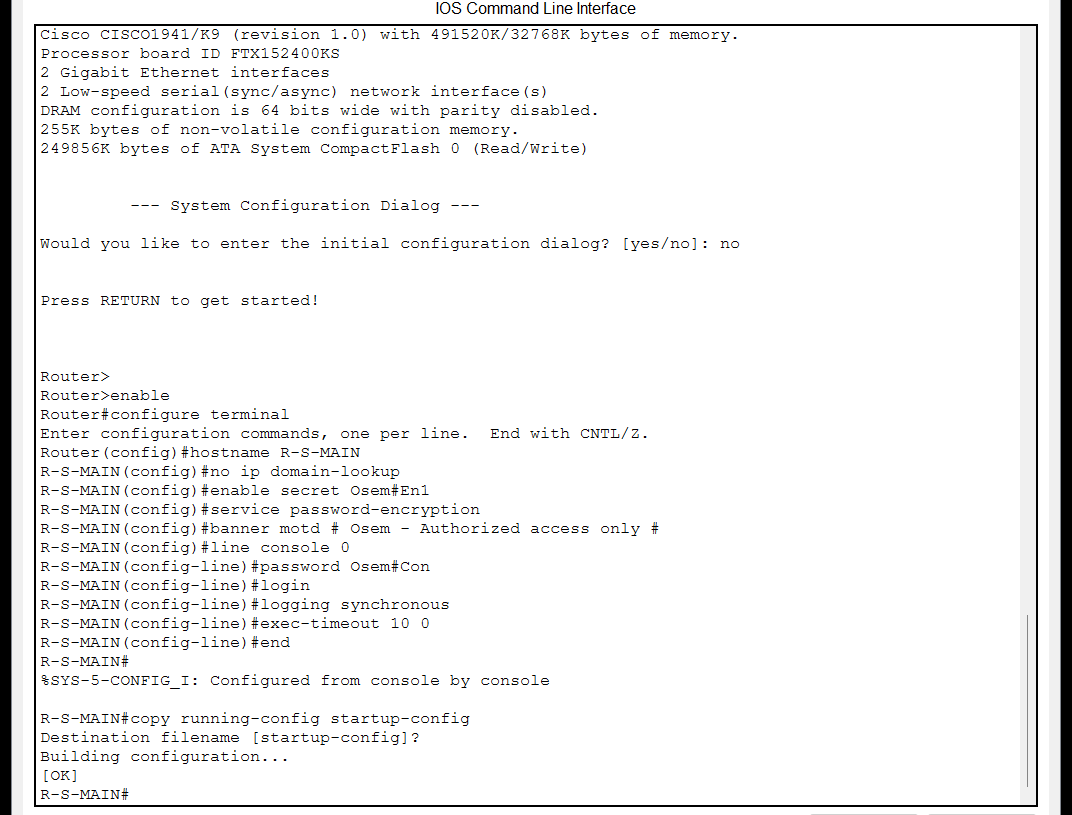 IOS Command Line Interface
Cisco CISCO1941/K9 (revision 1.0) with 491520K/32768K bytes of memory.
Processor board ID FTX152400KS
2 Gigabit Ethernet interfaces
2 Low-speed serial(sync/async) network interface(s)
DRAM configuration is 64 bits wide with parity disabled.
255K bytes of non-volatile configuration memory.
249856K bytes of ATA System CompactFlash 0 (Read/Write)
--- System Configuration Dialog ---
Would you like to enter the initial configuration dialog? [yes/no]: no
Press RETURN to get started!
Router>
Router>enable
Router#configure terminal
Enter configuration commands, one per line.  End with CNTL/Z.
Router(config)#hostname R-S-MAIN
R-S-MAIN(config)#no ip domain-lookup
R-S-MAIN(config)#enable secret Osem#En1
R-S-MAIN(config)#service password-encryption
R-S-MAIN(config)#banner motd # Osem - Authorized access only #
R-S-MAIN(config)#line console 0
R-S-MAIN(config-line)#password Osem#Con
R-S-MAIN(config-line)#login
R-S-MAIN(config-line)#logging synchronous
R-S-MAIN(config-line)#exec-timeout 10 0
R-S-MAIN(config-line)#end
R-S-MAIN#
%SYS-5-CONFIG_I: Configured from console by console
R-S-MAIN#copy running-config startup-config
Destination filename [startup-config]?
Building configuration...
[OK]
R-S-MAIN#